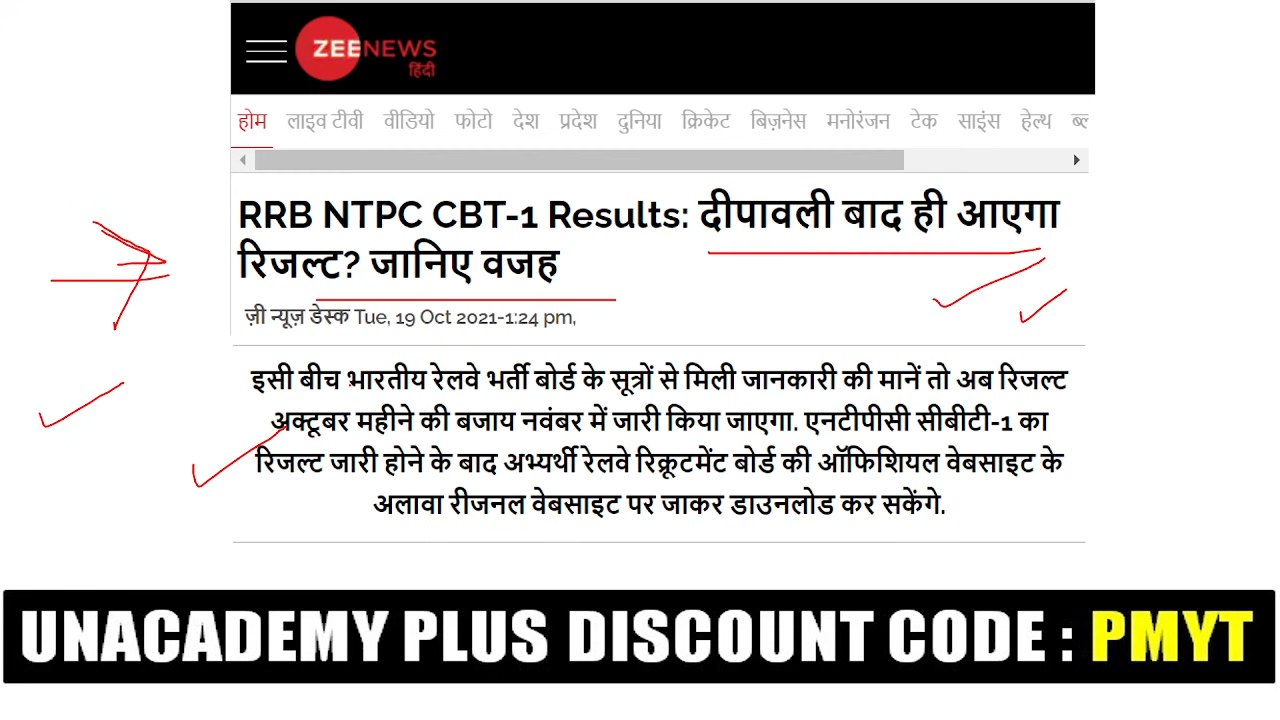 ZEENEWS
हिंदी
होम लाइव टीवी वीडियो फोटो देश प्रदेश दुनिया क्रिकेट बिज़नेस मनोरंजन टेक साइंस हेल्थ ब्ल
RRB NTPC CBT-1 Results: दीपावली बाद ही आएगा
रिजल्ट? जानिए वजह
ज़ी न्यूज़ डेस्क Tue, 19 Oct 2021-1:24 pm,
इसी बीच भारतीय रेलवे भर्ती बोर्ड के सूत्रों से मिली जानकारी की मानें तो अब रिजल्ट
अक्टूबर महीने की बजाय नवंबर में जारी किया जाएगा. एनटीपीसी सीबीटी-1 का
रिजल्ट जारी होने के बाद अभ्यर्थी रेलवे रिक्रूटमेंट बोर्ड की ऑफिशियल वेबसाइट के
अलावा रीजनल वेबसाइट पर जाकर डाउनलोड कर सकेंगे.
UNACADEMY PLUS DISCOUNT CODE : PMYT